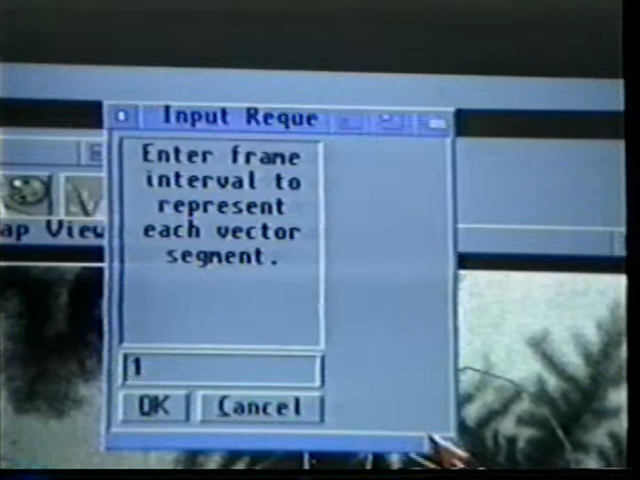 Input Reque
Enter frame
interval to
represent
each vector
segment.
ap View
1
OK
Cancel